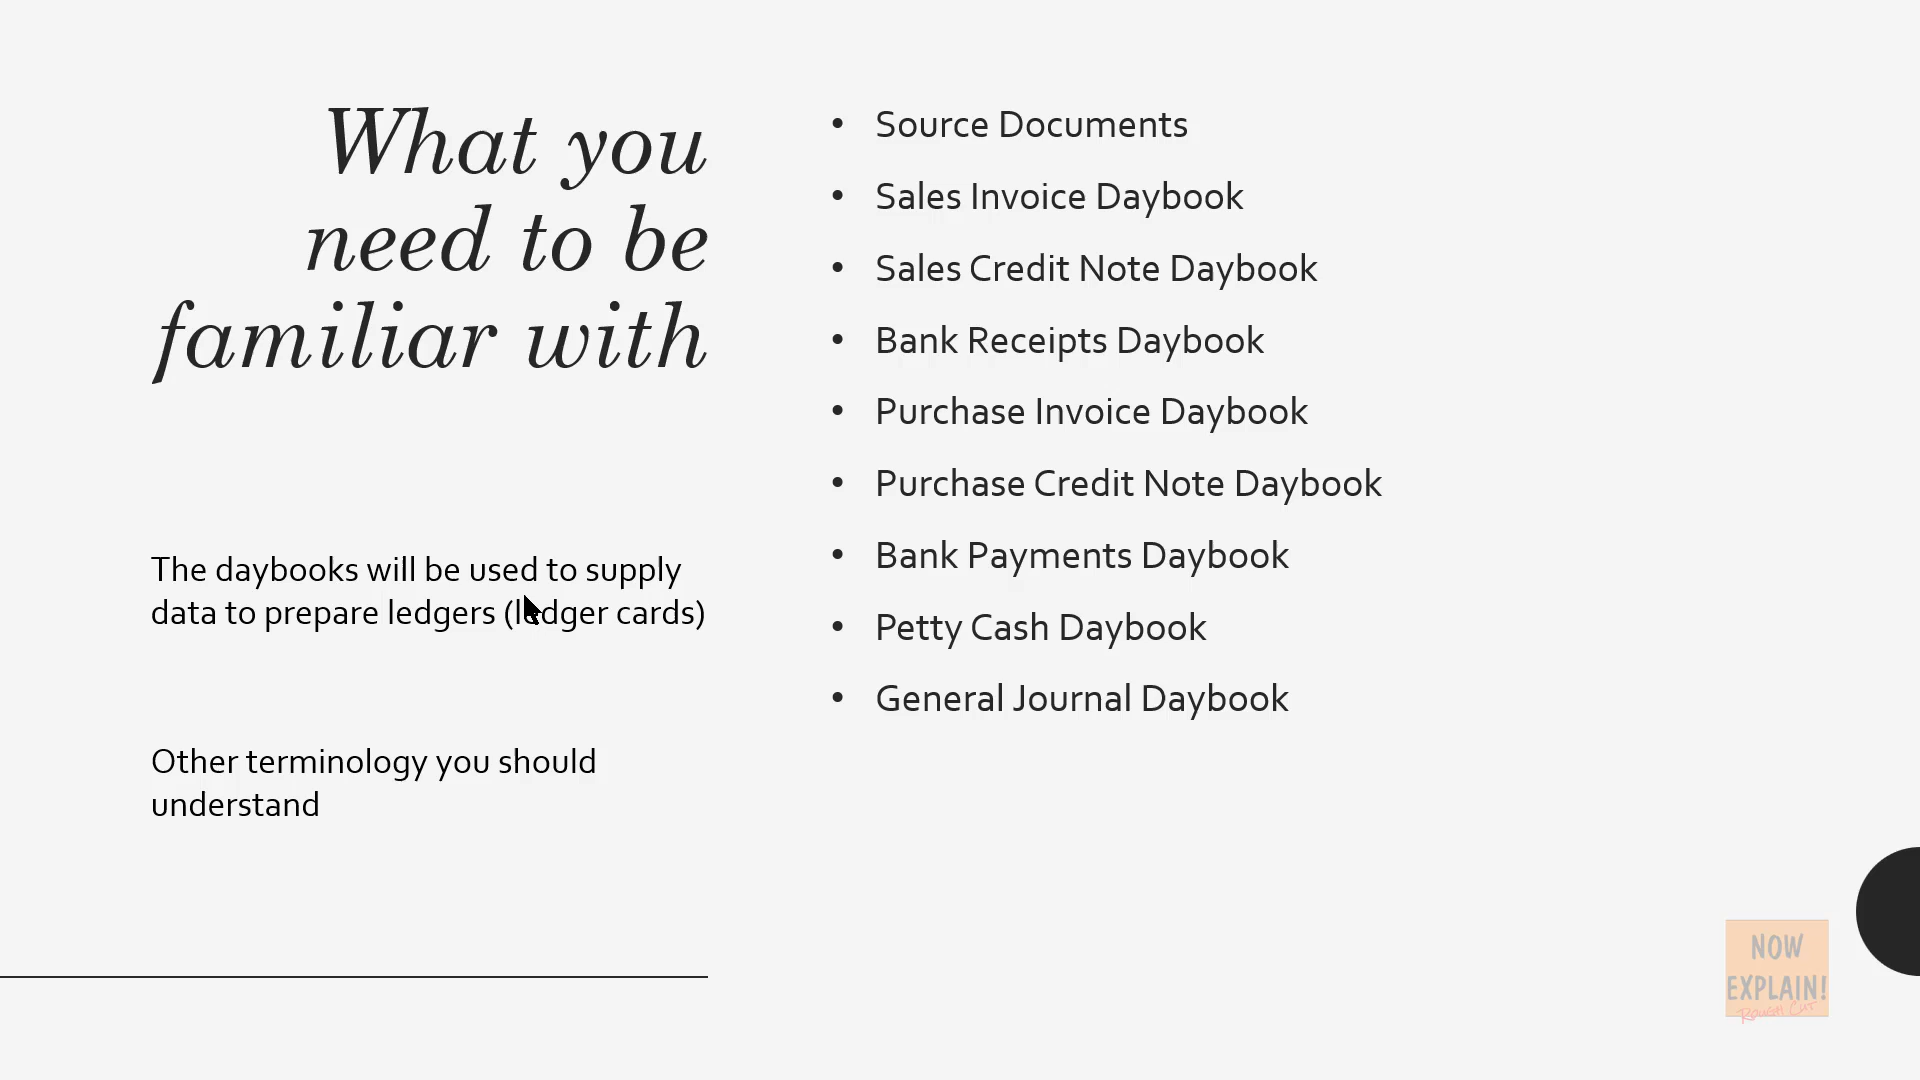 What you
need to be
familiar with
The daybooks will be used to supply
data to prepare ledgers (ledger cards)
Other terminology you should
understand
• Source Documents
• Sales Invoice Daybook
• Sales Credit Note Daybook
• Bank Receipts Daybook
• Purchase Invoice Daybook
• Purchase Credit Note Daybook
• Bank Payments Daybook
• Petty Cash Daybook
• General Journal Daybook
NOW
EXPLAIN!
Rough Cut